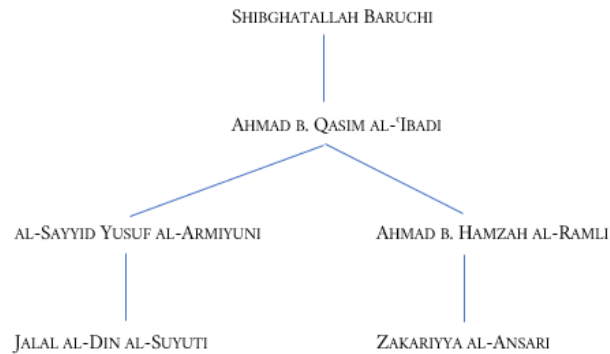 Shibghatallah Baruchi
Ahmad b. Qasim al-ʿIbadi
al-Sayyid Yusuf al-Armiyuni
Ahmad b. Hamzah al-Ramli
Jalal al-Din al-Suyuti
Zakariyya al-Ansari